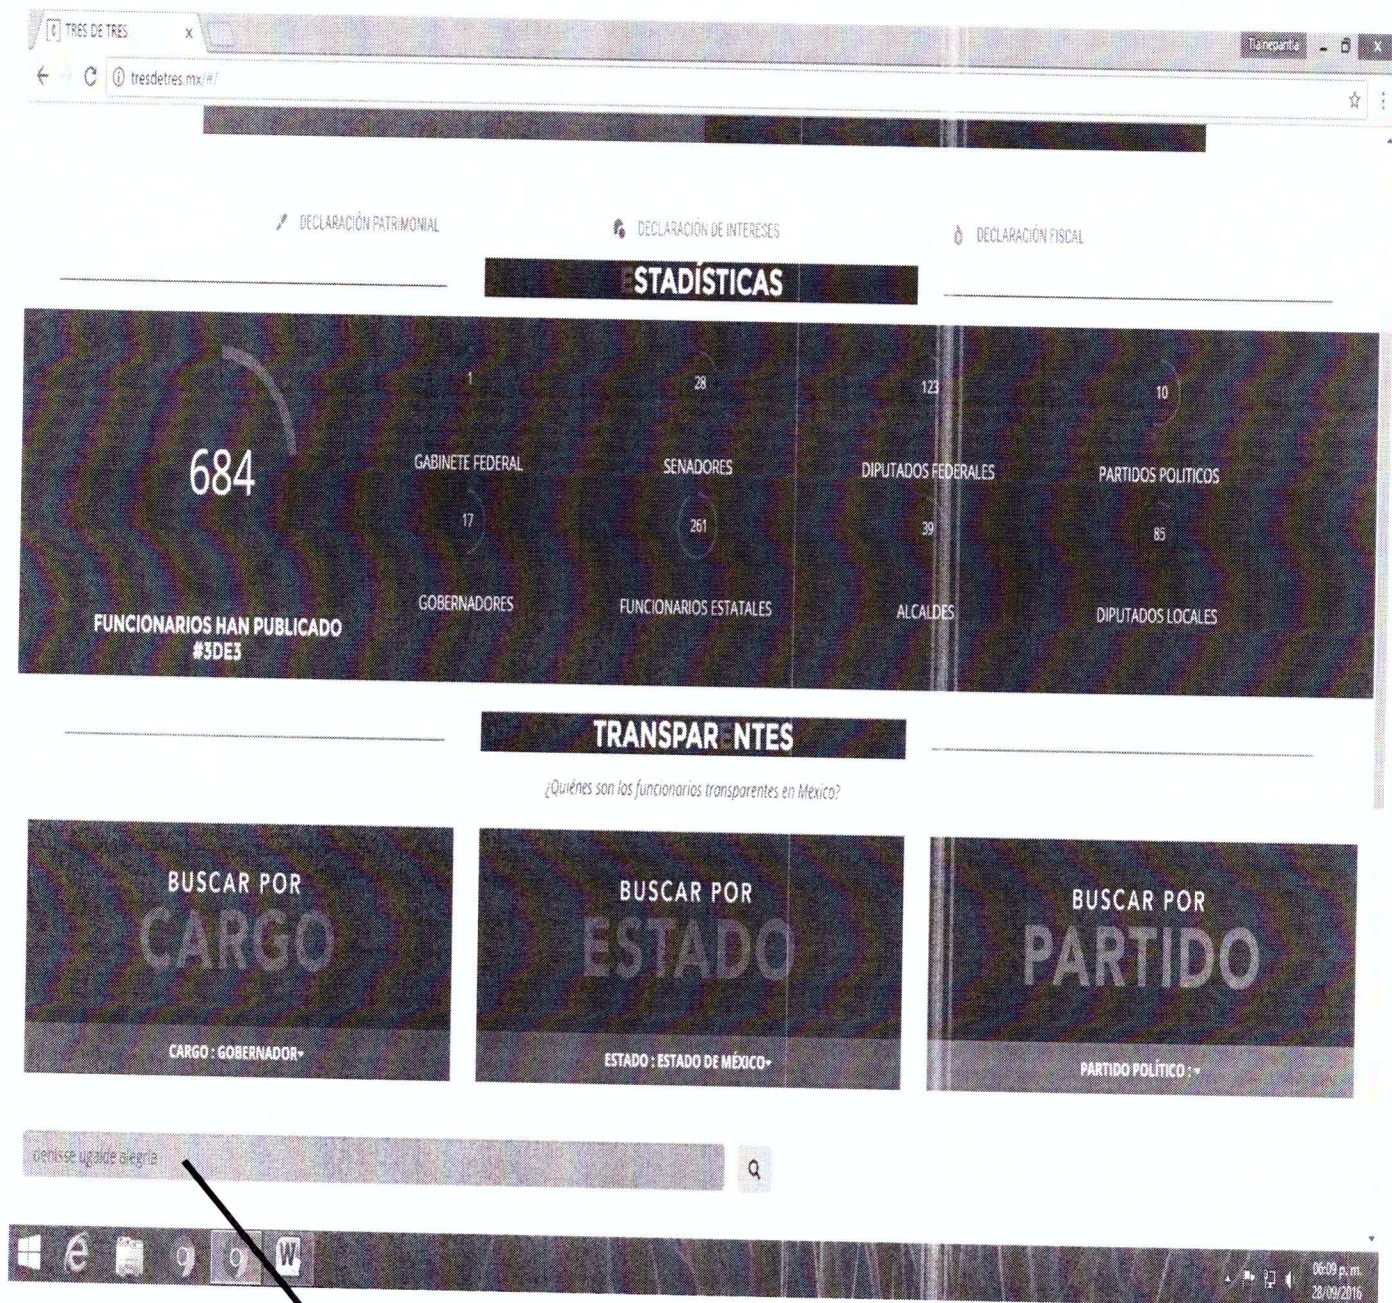 TRES DE TRES
Tlanepantla
tresdetres.mx/#/
DECLARACIÓN PATRIMONIAL
DECLARACIÓN DE INTERESES
DECLARACIÓN FISCAL
ESTADÍSTICAS
684
FUNCIONARIOS HAN PUBLICADO
#3DE3
1
GABINETE FEDERAL
28
SENADORES
123
DIPUTADOS FEDERALES
10
PARTIDOS POLITICOS
17
GOBERNADORES
261
FUNCIONARIOS ESTATALES
39
ALCALDES
85
DIPUTADOS LOCALES
TRANSPARENTES
¿Quiénes son los funcionarios transparentes en México?
BUSCAR POR
CARGO
CARGO : GOBERNADOR
BUSCAR POR
ESTADO
ESTADO : ESTADO DE MÉXICO
BUSCAR POR
PARTIDO
PARTIDO POLÍTICO :
denisse ugalde alegria
06:09 p. m.
28/09/2016